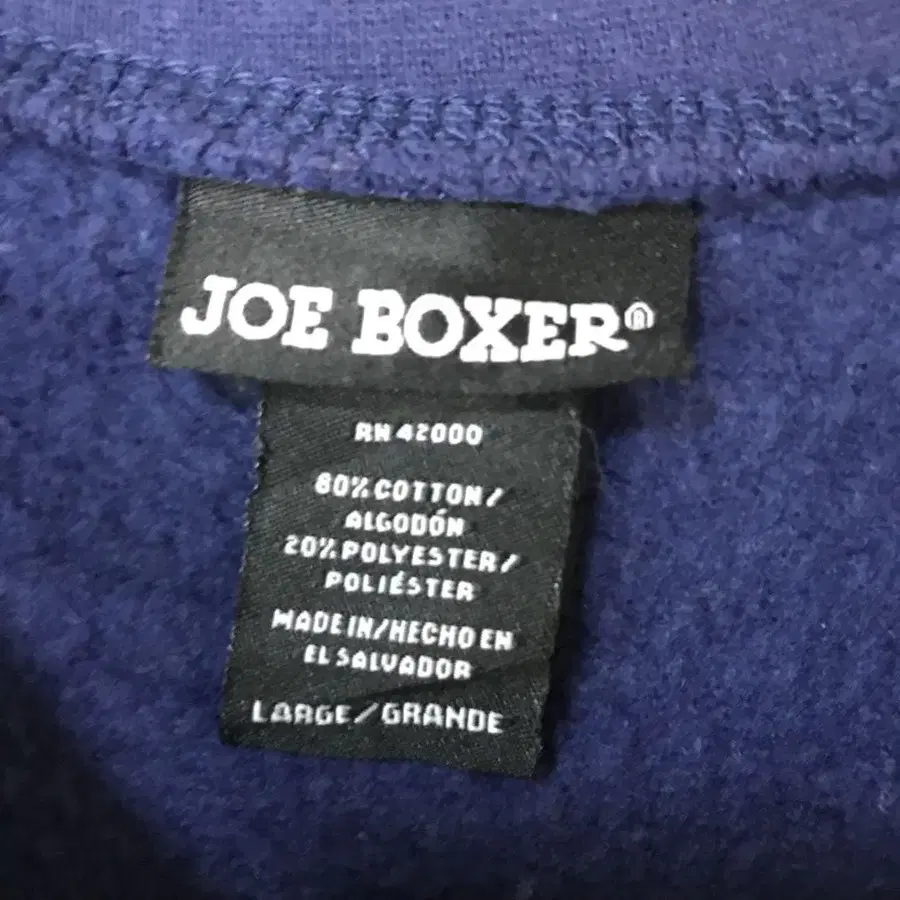 JOE BOXER®
RN 42000
80% COTTON/
ALGODÓN
20% POLYESTER/
POLIÉSTER
MADE IN/HECHO EN
EL SALVADOR
LARGE/GRANDE